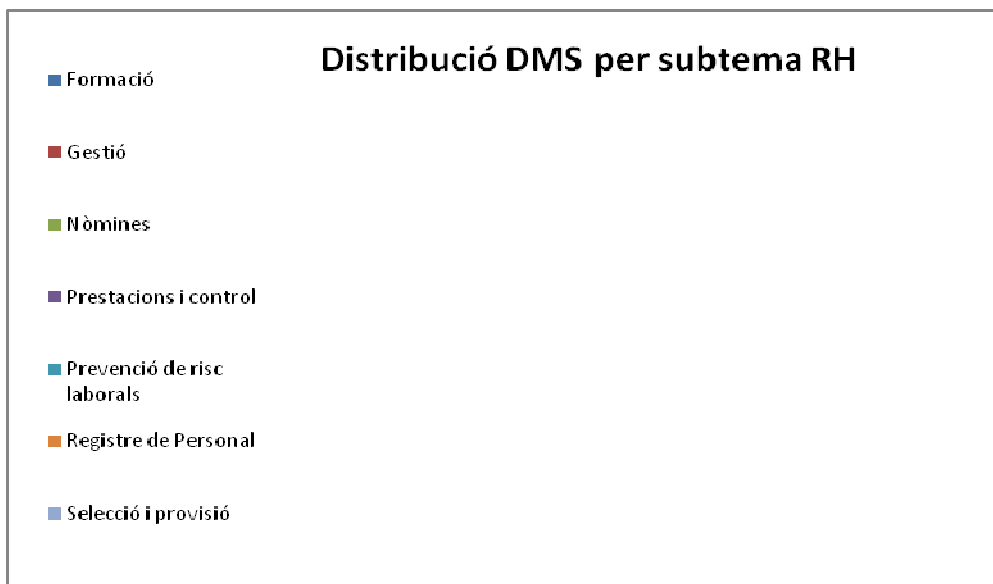 Distribució DMS per subtema RH
Formació
Gestió
Nòmines
Prestacions i control
Prevenció de risc
laborals
Registre de Personal
Selecció i provisió